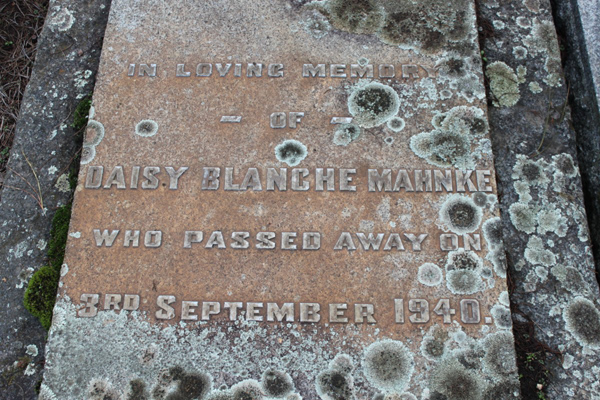 IN LOVING MEMORY
– OF –
DAISY BLANCHE MAHNKE
WHO PASSED AWAY ON
3RD SEPTEMBER 1940.